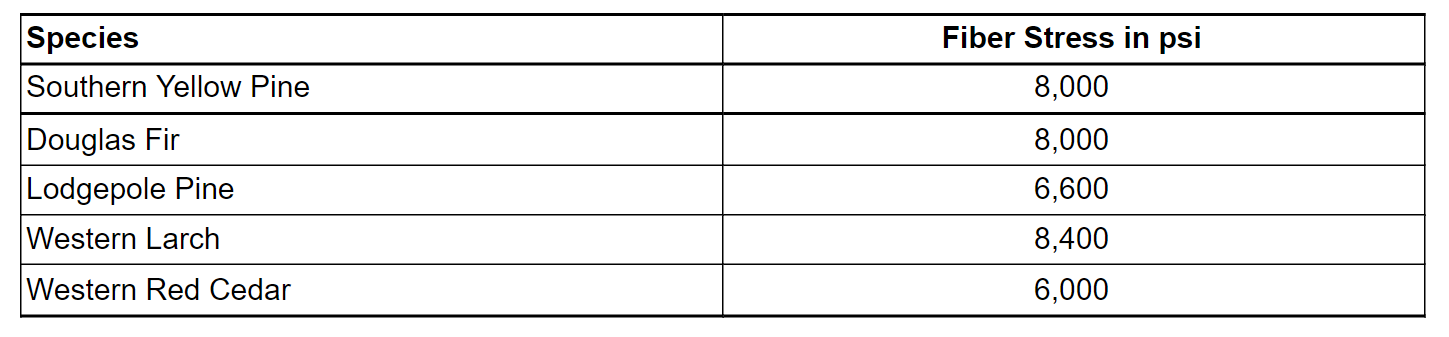 Species Fiber Stress in psi
Southern Yellow Pine 8,000
Douglas Fir 8,000
Lodgepole Pine 6,600
Western Larch 8,400
Western Red Cedar 6,000